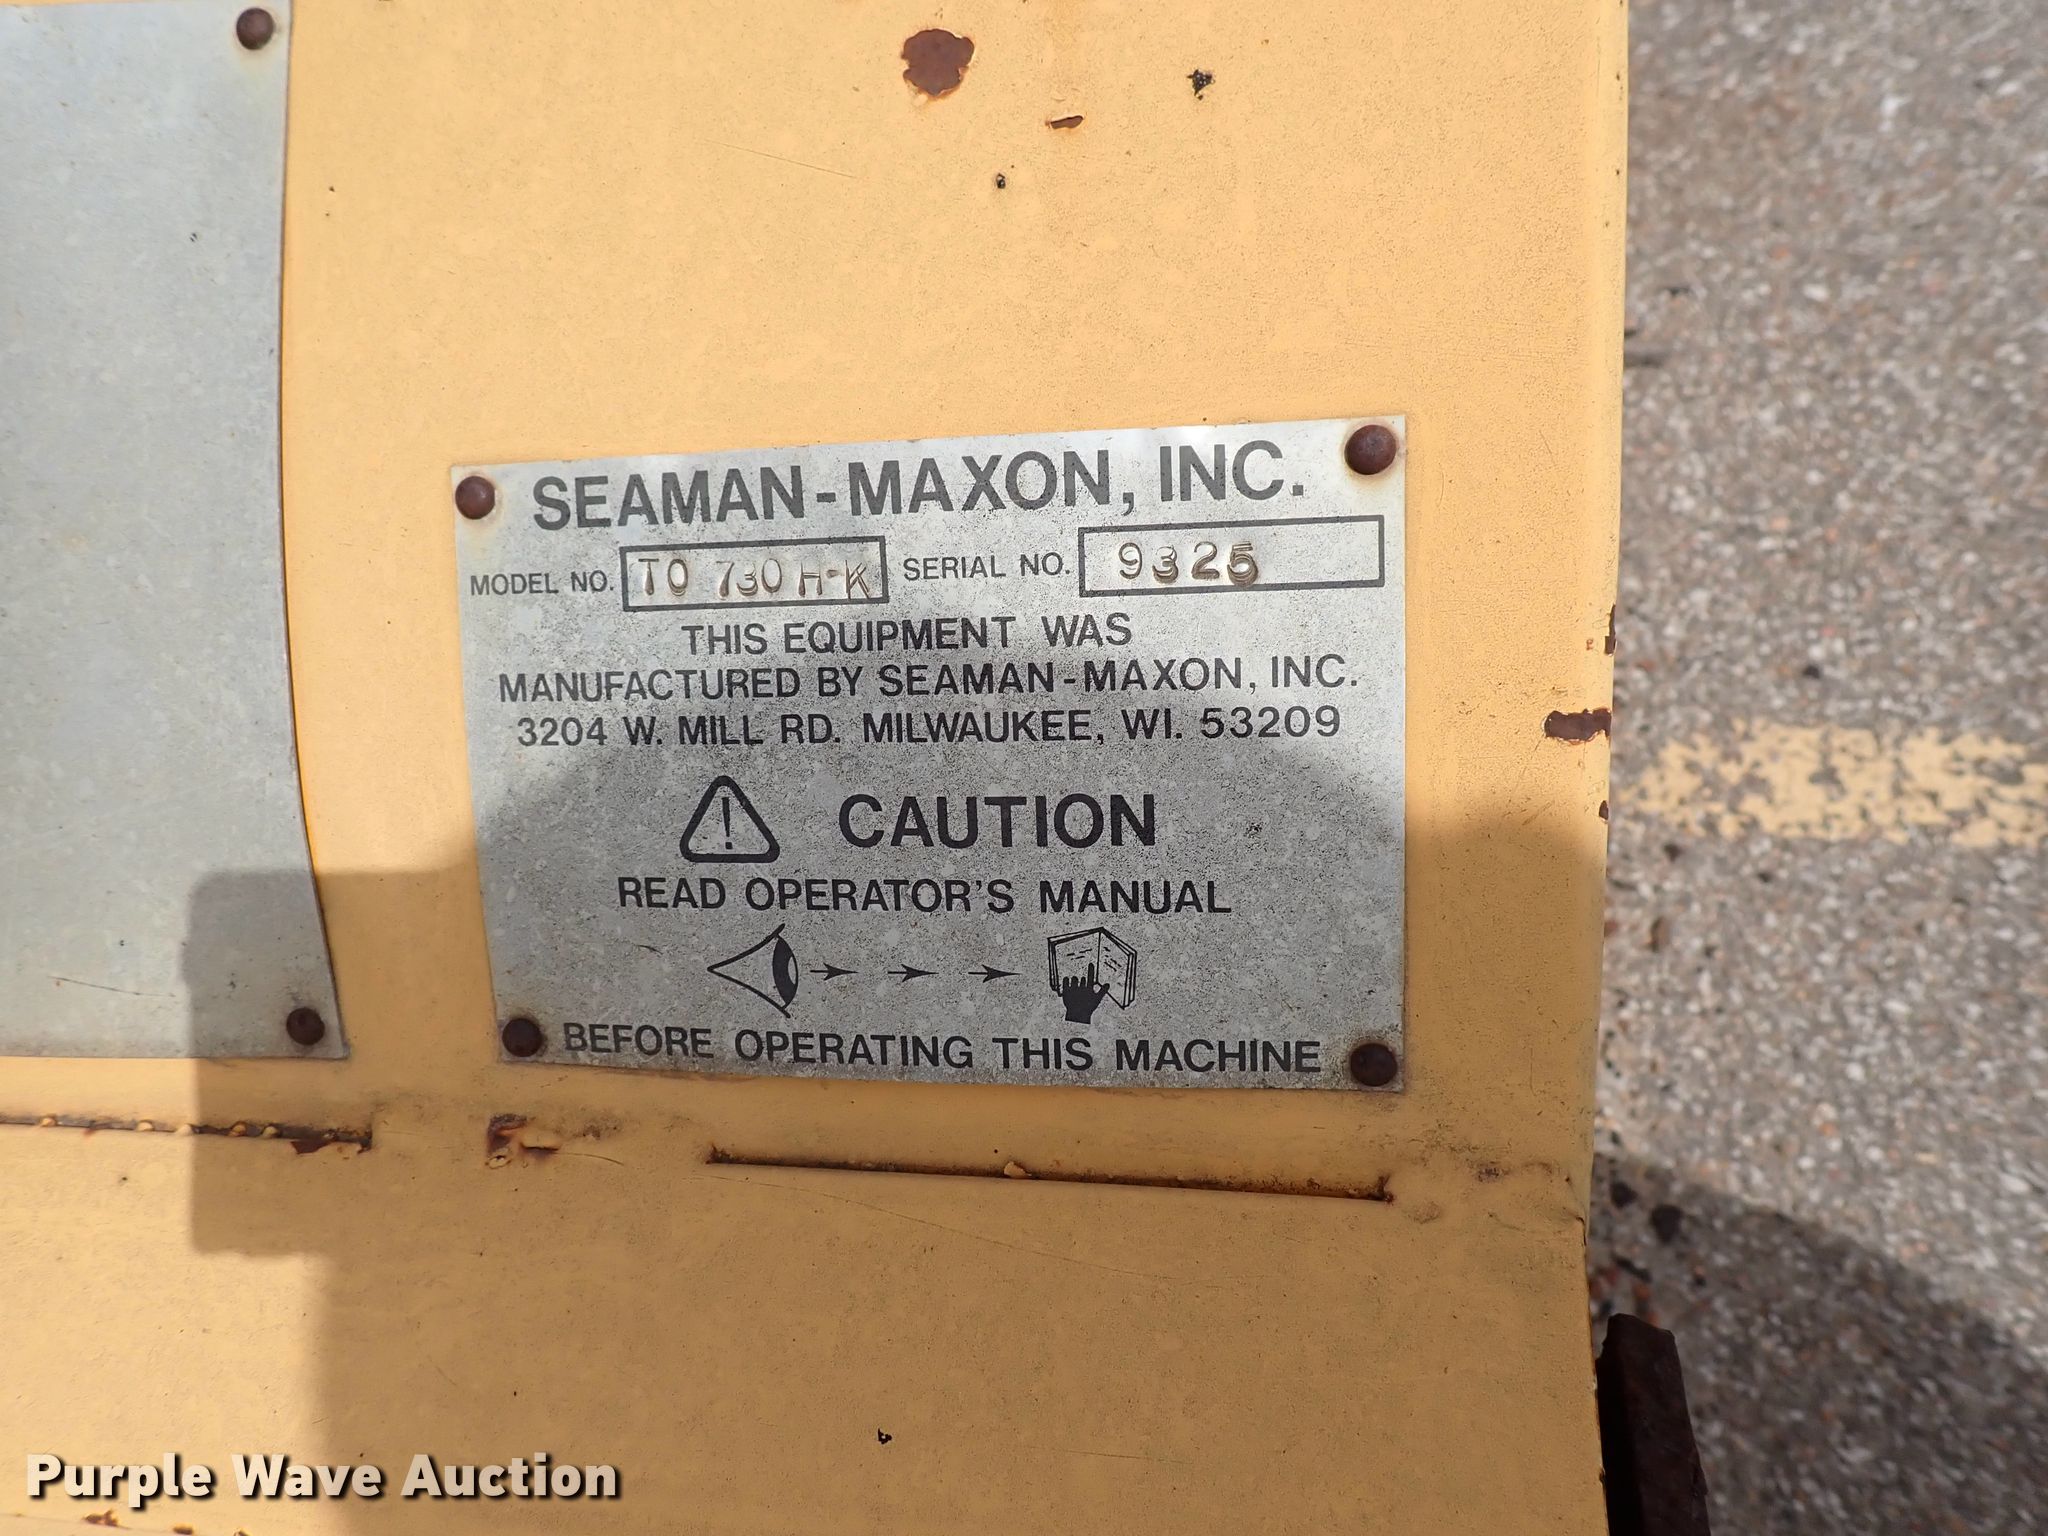 SEAMAN-MAXON, INC.
MODEL NO. TO 730 H-K SERIAL NO. 9325
THIS EQUIPMENT WAS
MANUFACTURED BY SEAMAN-MAXON, INC.
3204 W. MILL RD. MILWAUKEE, WI. 53209
! CAUTION
READ OPERATOR'S MANUAL
BEFORE OPERATING THIS MACHINE
Purple Wave Auction